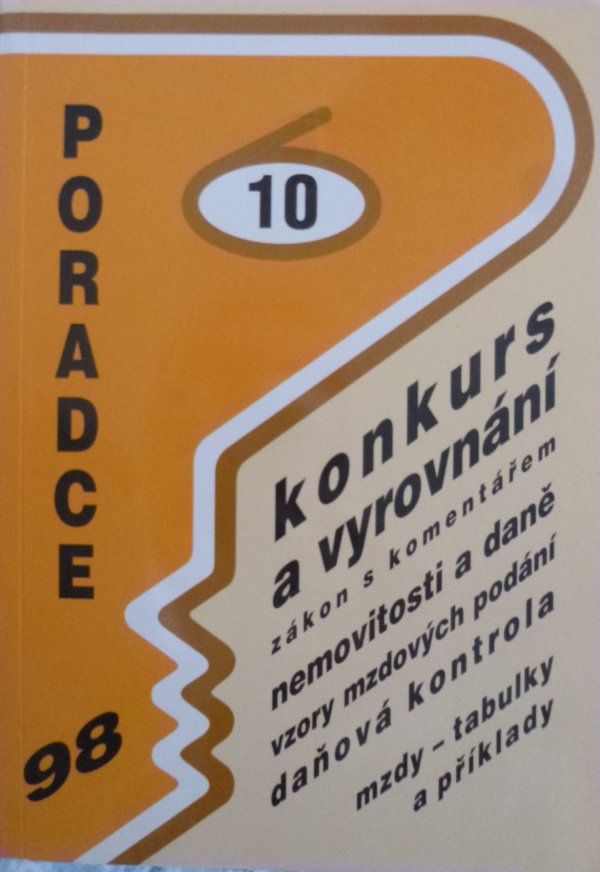 PORADCE
10
konkurs
a vyrovnání
zákon s komentářem
nemovitosti a daně
vzory mzdových podání
daňová kontrola
mzdy – tabulky
a příklady
98